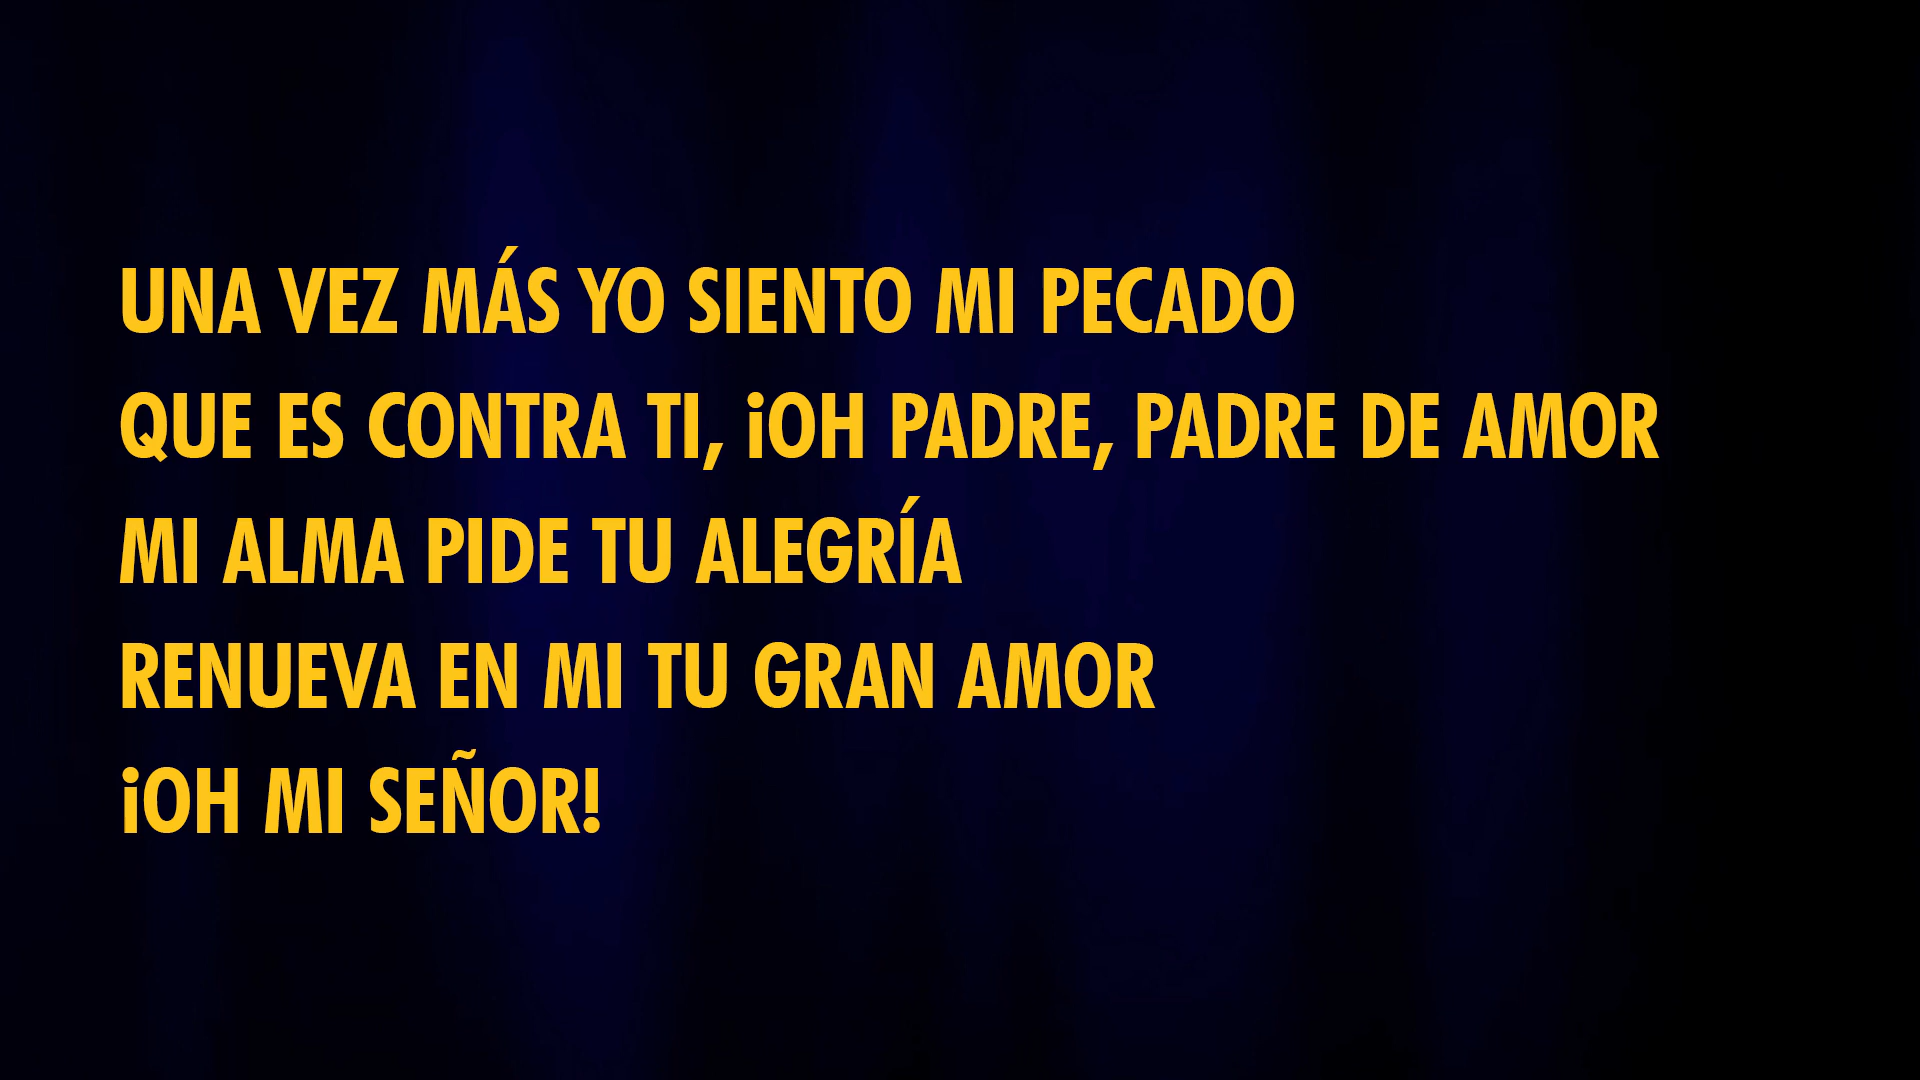 UNA VEZ MÁS YO SIENTO MI PECADO
QUE ES CONTRA TI, ¡OH PADRE, PADRE DE AMOR
MI ALMA PIDE TU ALEGRÍA
RENUEVA EN MI TU GRAN AMOR
¡OH MI SEÑOR!